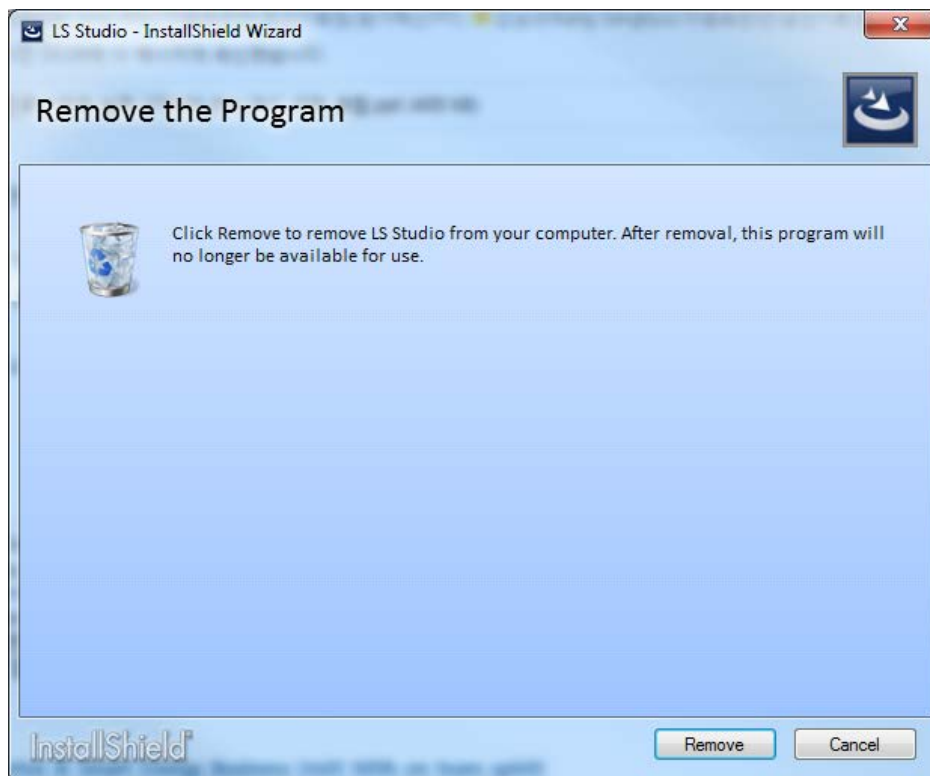 LS Studio - InstallShield Wizard
Remove the Program
Click Remove to remove LS Studio from your computer. After removal, this program will
no longer be available for use.
InstallShield
Remove
Cancel